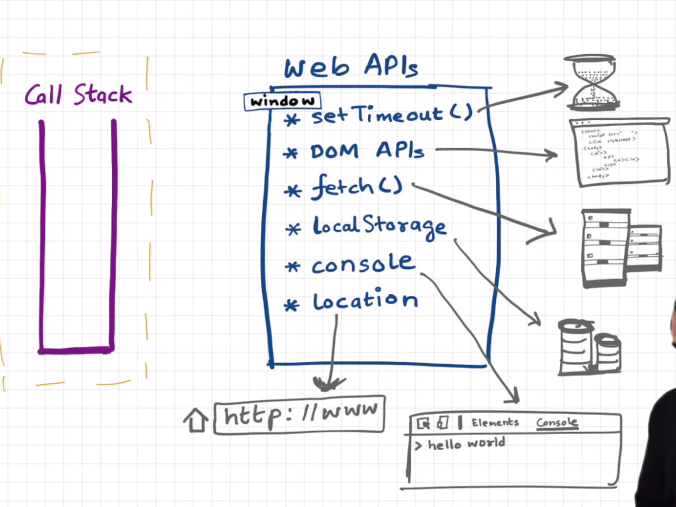 Web APIs
Call Stack
window
* setTimeout()
* DOM APIs
* fetch()
* localStorage
* console
* location
http://www
Elements Console
> hello world